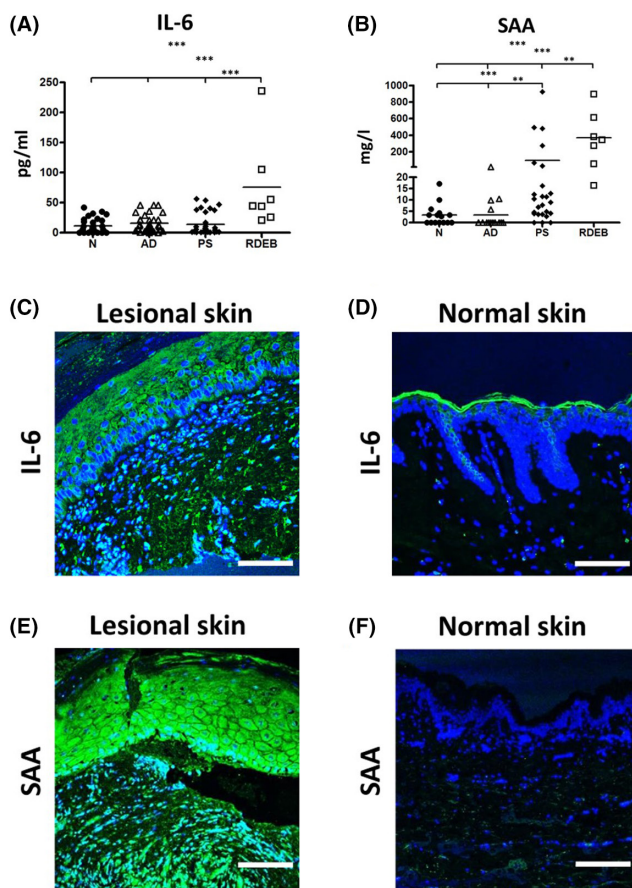 (A) IL-6
***
***
***
250
200
150
100
50
0
pg/ml
N AD PS RDEB
(B) SAA
*** ***
**
***
**
1000
800
600
400
200
20
15
10
5
0
mg/l
N AD PS RDEB
(C) Lesional skin
IL-6
(D) Normal skin
IL-6
(E) Lesional skin
SAA
(F) Normal skin
SAA